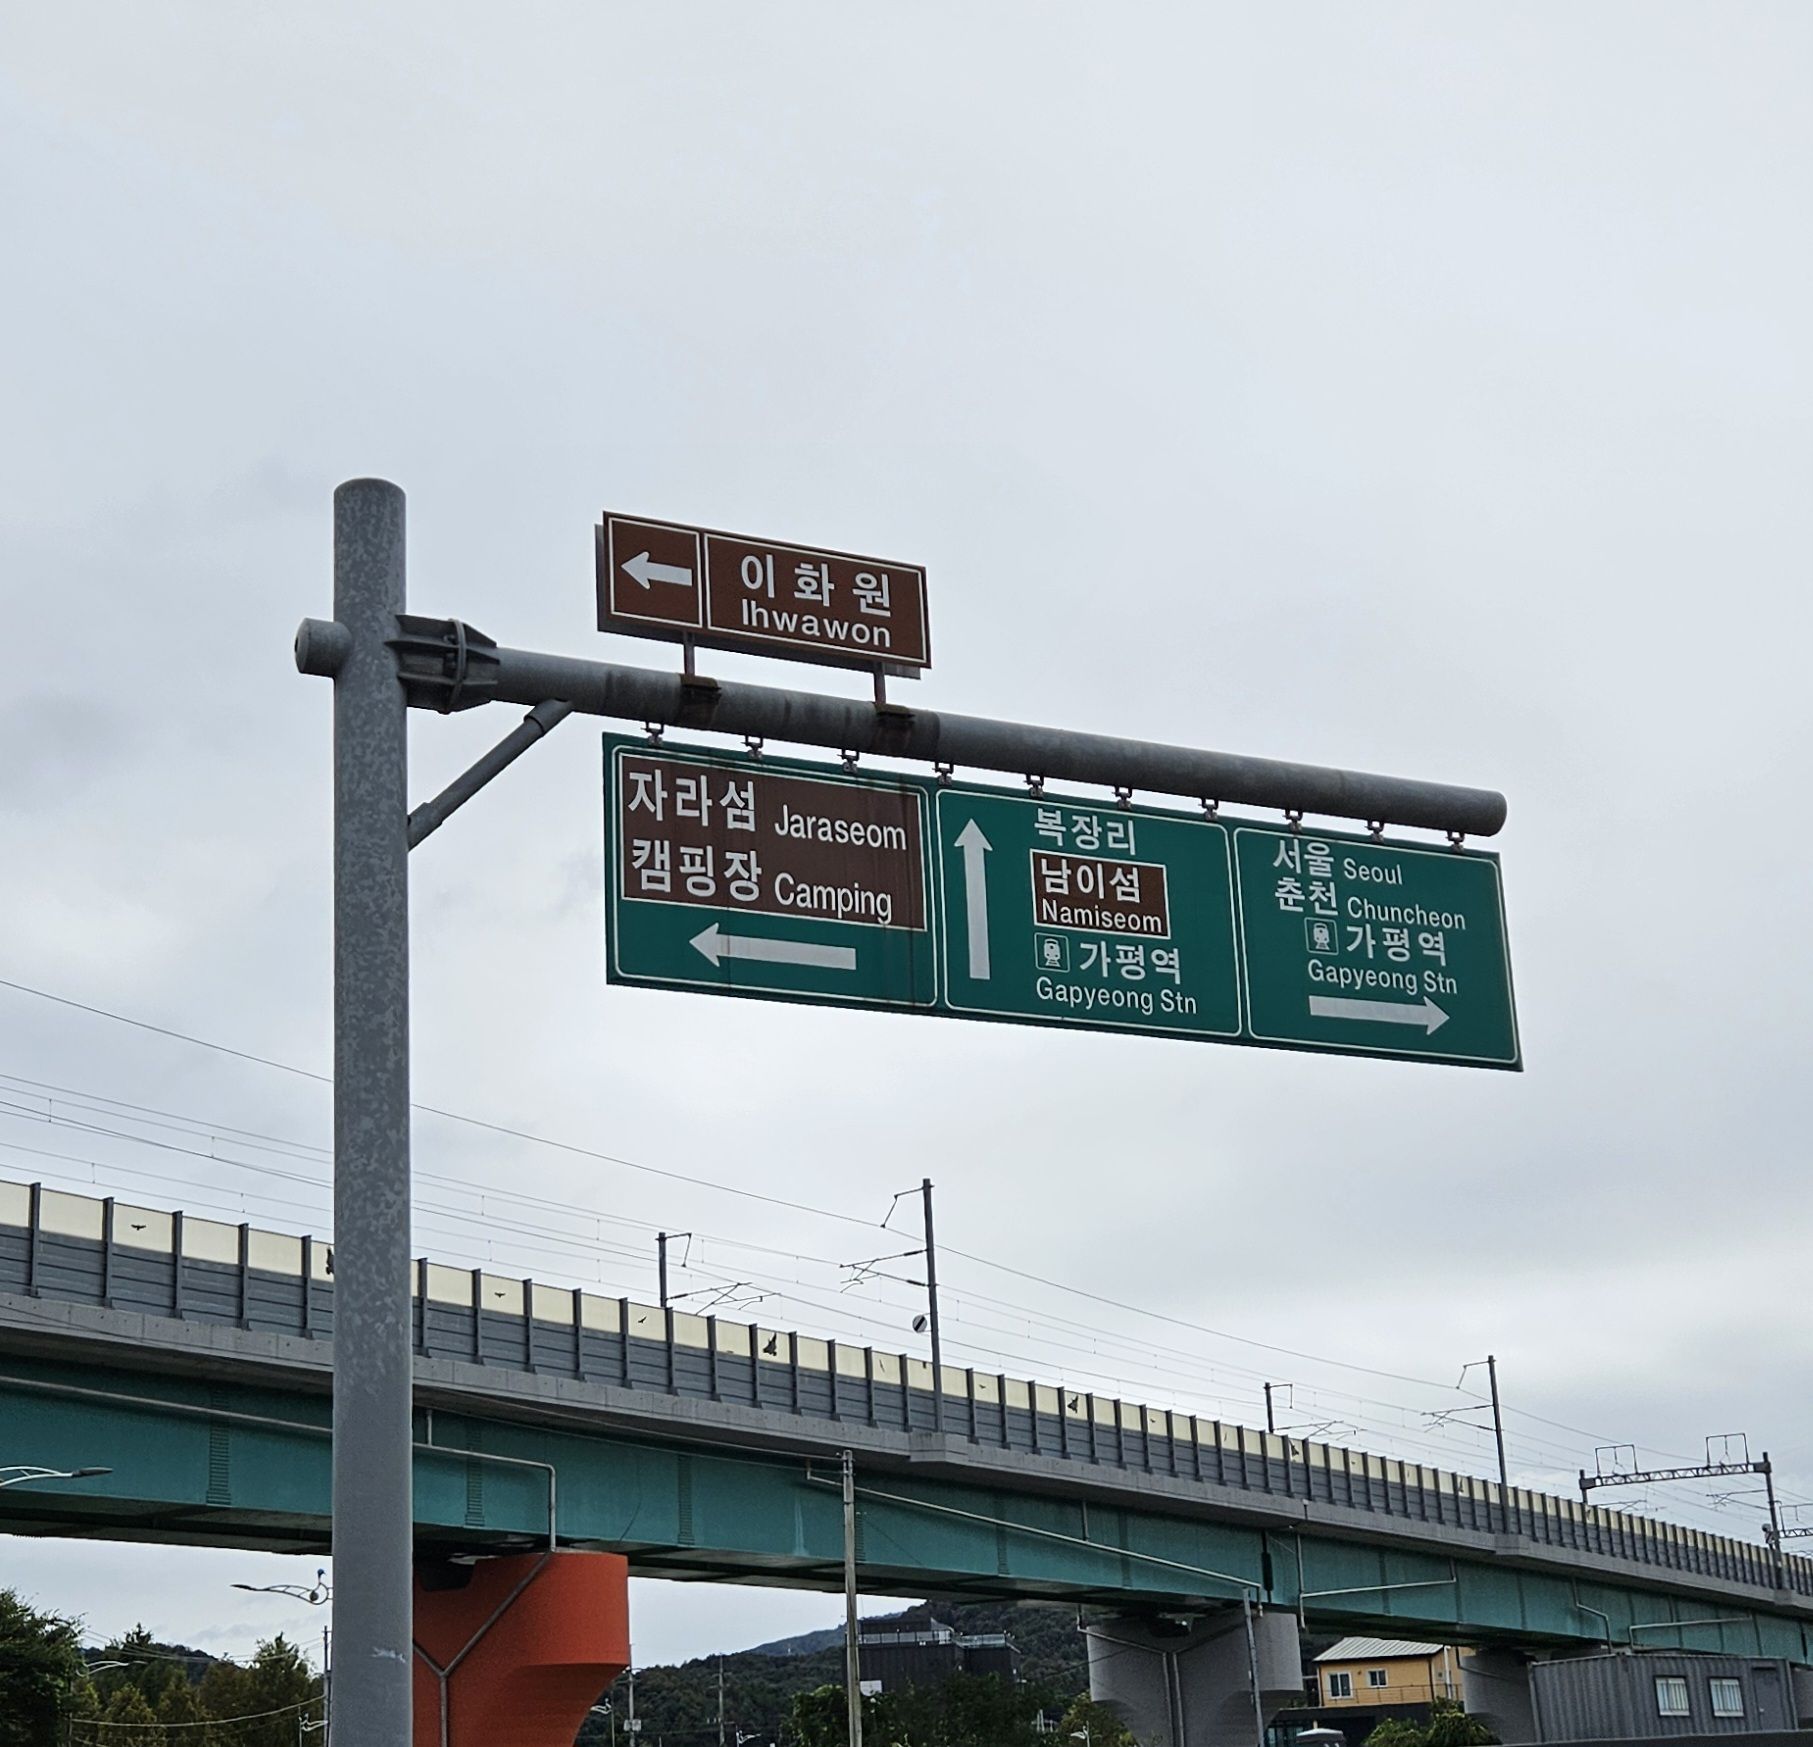 이화원
Ihwawon
자라섬 Jaraseom
캠핑장 Camping
복장리
남이섬
Namiseom
가평역
Gapyeong Stn
서울 Seoul
춘천 Chuncheon
가평역
Gapyeong Stn